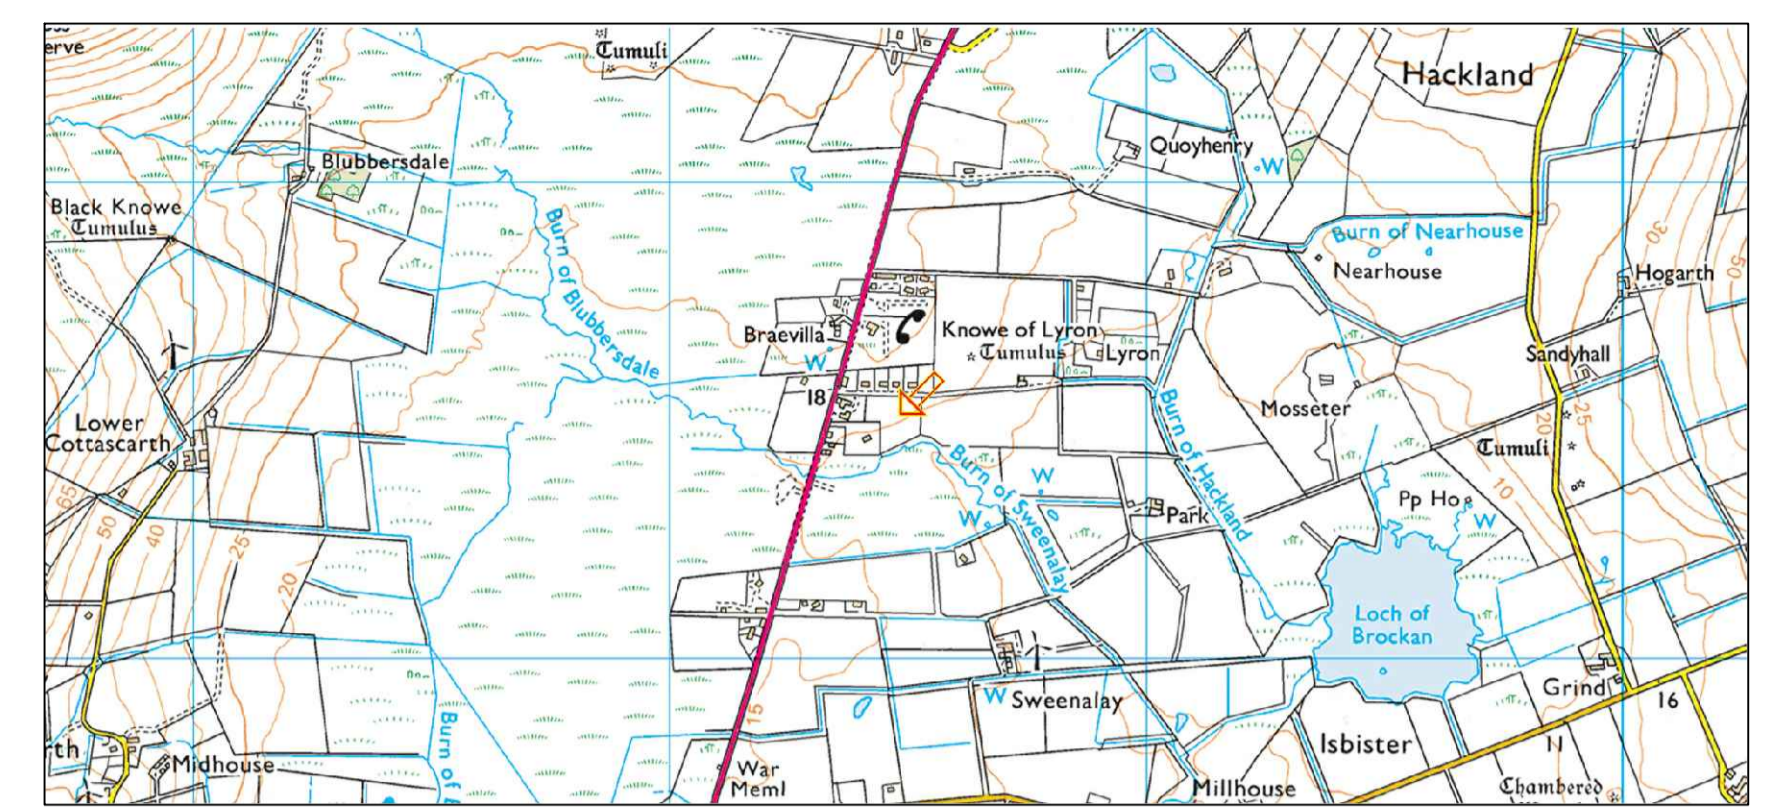 erve
Tumuli
Hackland
Quoyhenry
W
Blubbersdale
Black Knowe
Tumulus
Burn of Blubbersdale
Burn of Nearhouse
Nearhouse
30
50
Hogarth
Braevilla
Knowe of Lyron
Tumulus
Lyron
W
18
Sandyhall
Mosseter
20
25
Tumuli
Lower
Cottascarth
Burn of Hackland
Burn of Sweenalay
W
W
Park
10
Pp Ho
W
65
50
40
25
20
Loch of
Brockan
W
Sweenalay
Grind
16
15
Isbister
11
Burn of
rth
Midhouse
War
Meml
Millhouse
Chambered